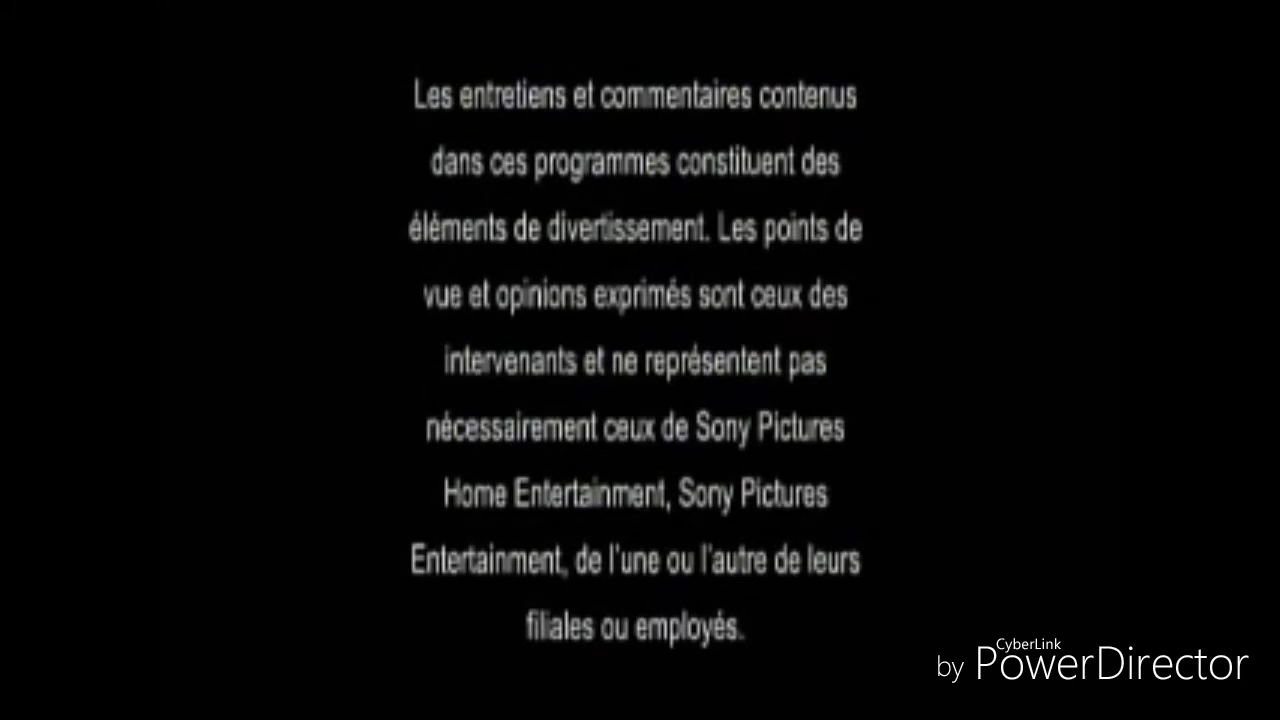 Les entretiens et commentaires contenus
dans ces programmes constituent des
éléments de divertissement. Les points de
vue et opinions exprimés sont ceux des
intervenants et ne représentent pas
nécessairement ceux de Sony Pictures
Home Entertainment, Sony Pictures
Entertainment, de l'une ou l'autre de leurs
filiales ou employés.
CyberLink
by PowerDirector